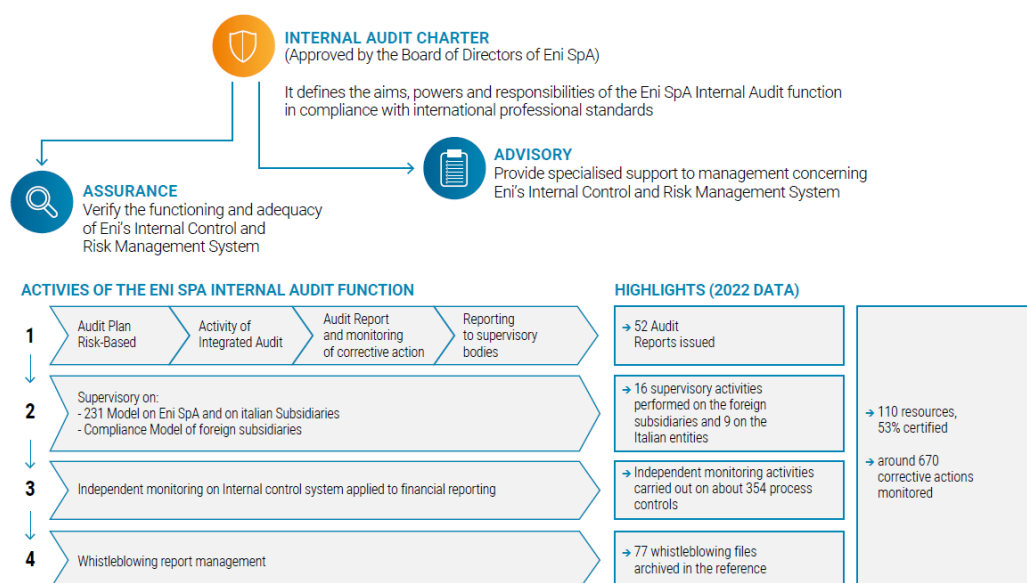 INTERNAL AUDIT CHARTER
(Approved by the Board of Directors of Eni SpA)
It defines the aims, powers and responsibilities of the Eni SpA Internal Audit function
in compliance with international professional standards
ADVISORY
Provide specialised support to management concerning
Eni's Internal Control and Risk Management System
ASSURANCE
Verify the functioning and adequacy
of Eni's Internal Control and
Risk Management System
ACTIVIES OF THE ENI SPA INTERNAL AUDIT FUNCTION
1
Audit Plan
Risk-Based
Activity of
Integrated Audit
Audit Report
and monitoring
of corrective action
Reporting
to supervisory
bodies
2
Supervisory on:
- 231 Model on Eni SpA and on italian Subsidiaries
- Compliance Model of foreign subsidiaries
3
Independent monitoring on Internal control system applied to financial reporting
4
Whistleblowing report management
HIGHLIGHTS (2022 DATA)
→ 52 Audit
Reports issued
→ 16 supervisory activities
performed on the foreign
subsidiaries and 9 on the
Italian entities
→ Independent monitoring activities
carried out on about 354 process
controls
→ 77 whistleblowing files
archived in the reference
→ 110 resources,
53% certified
→ around 670
corrective actions
monitored